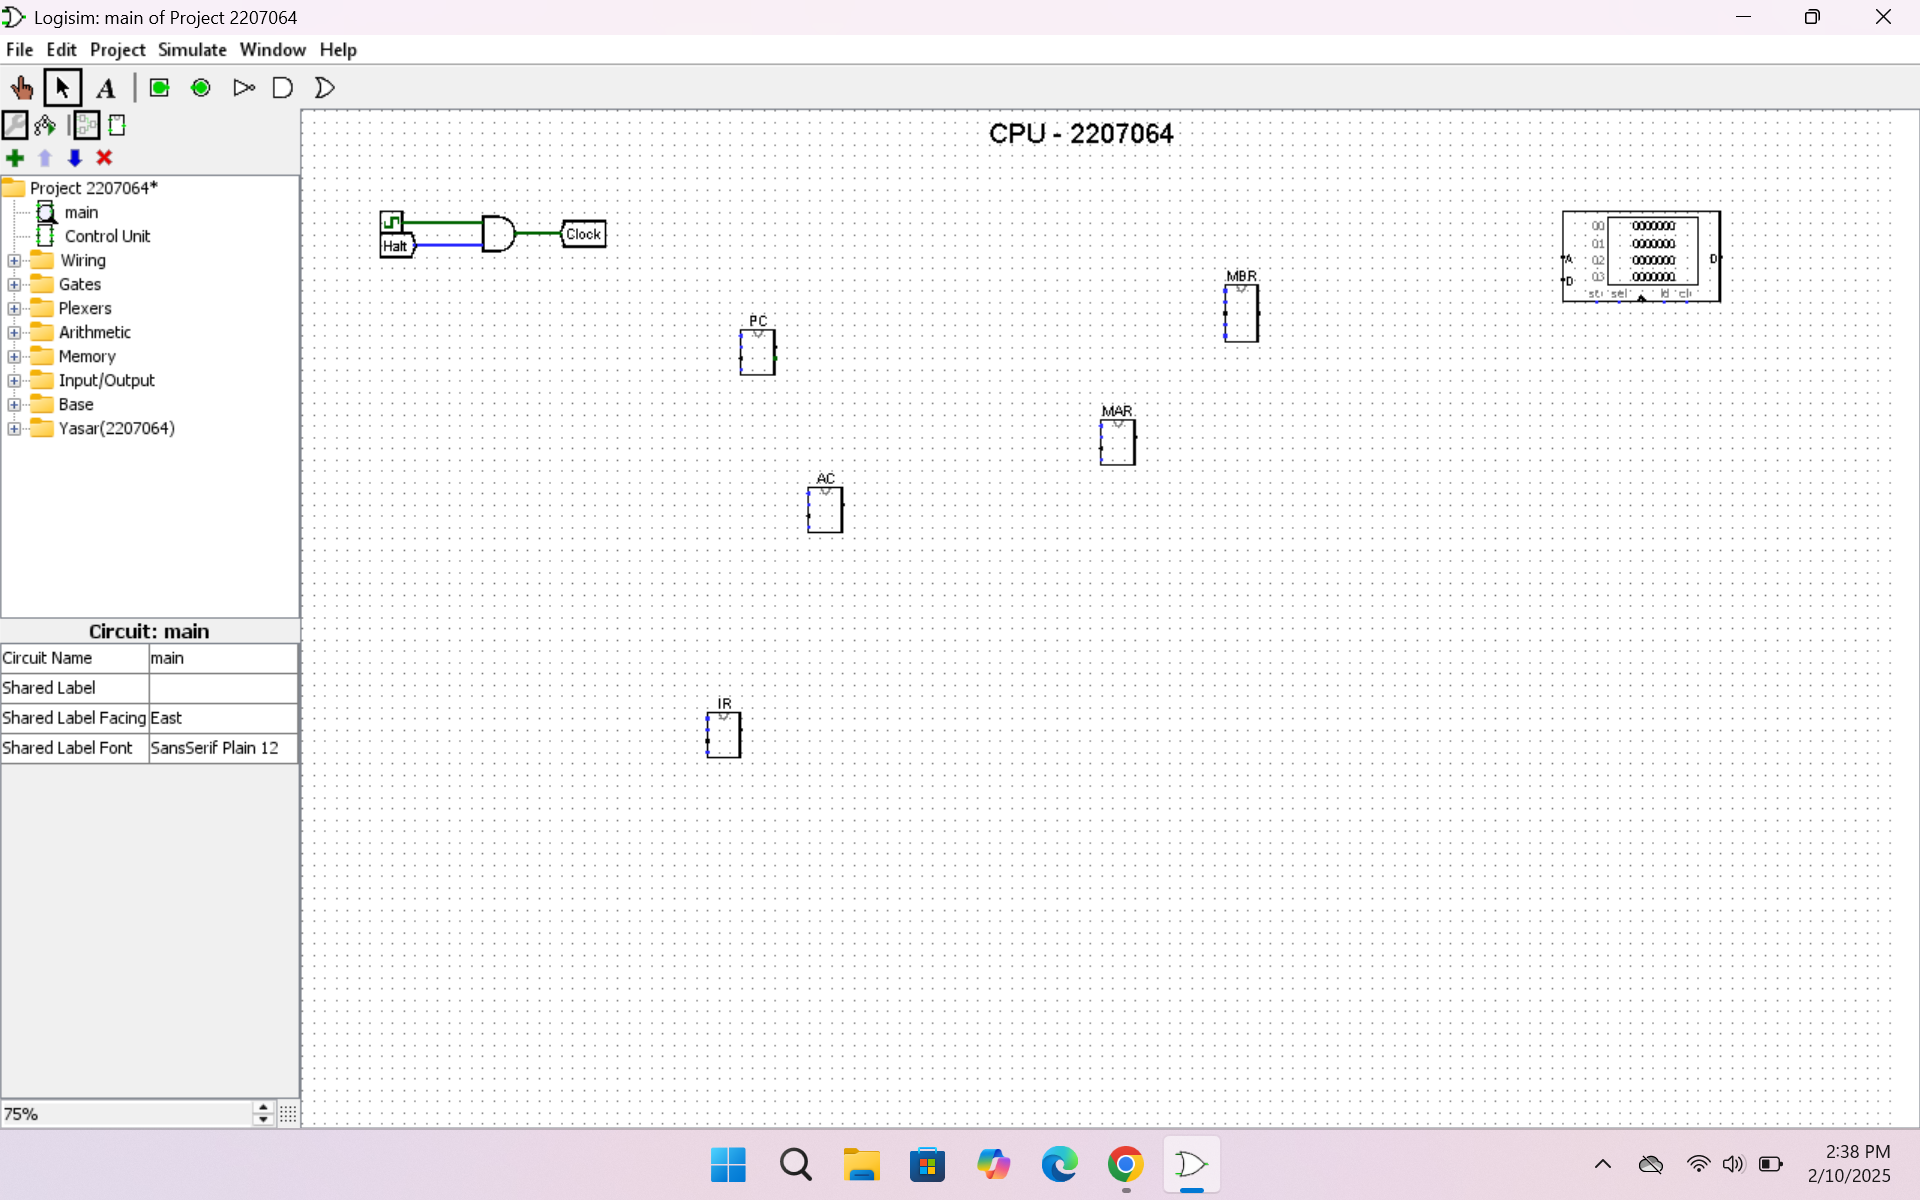 Logisim: main of Project 2207064
File Edit Project Simulate Window Help
A
Project 2207064*
main
Control Unit
Wiring
Gates
Plexers
Arithmetic
Memory
Input/Output
Base
Yasar(2207064)
Circuit: main
Circuit Name main
Shared Label
Shared Label Facing East
Shared Label Font SansSerif Plain 12
75%
CPU - 2207064
Halt
Clock
PC
AC
IR
MAR
MBR
00 0000000
01 0000000
02 0000000
03 0000000
A
D
D
sel ld
2:38 PM
2/10/2025